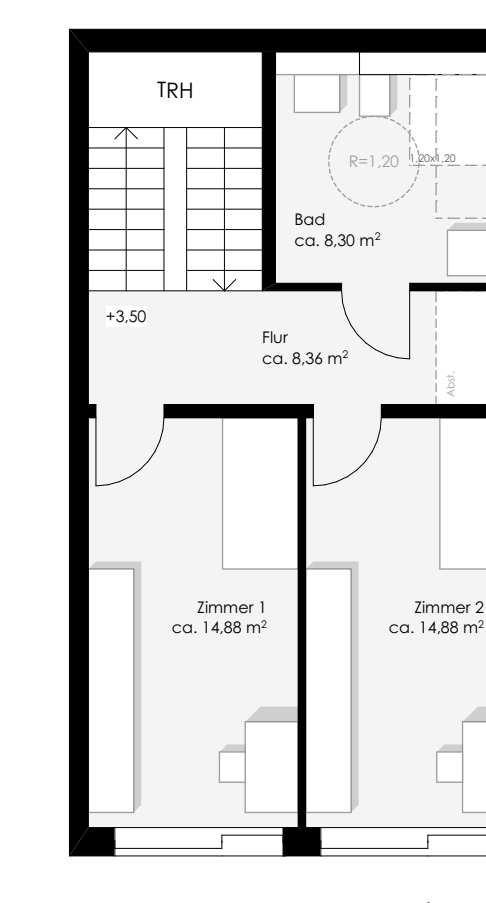 TRH
R=1,20
1,20x1,20
Bad
ca. 8,30 m²
+3,50
Flur
ca. 8,36 m²
Abst.
Zimmer 1
ca. 14,88 m²
Zimmer 2
ca. 14,88 m²